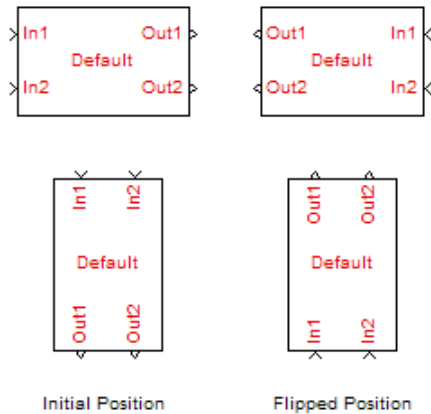 In1 Out1
Default
In2 Out2
Out1 In1
Default
Out2 In2
In1 In2
Default
Out1 Out2
Out1 Out2
Default
In1 In2
Initial Position
Flipped Position